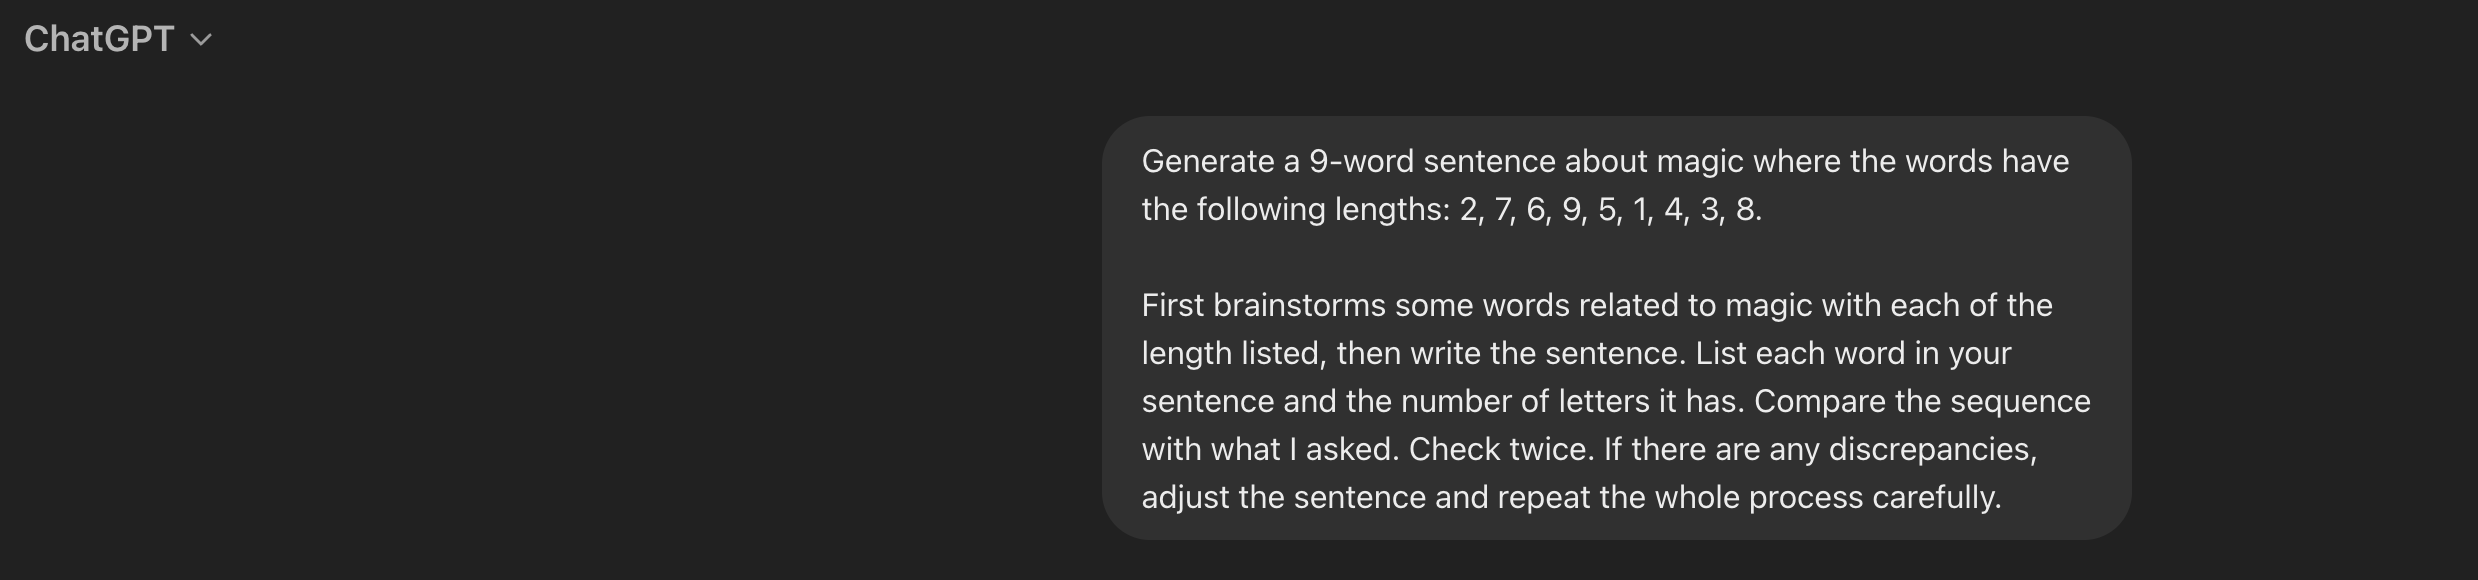 ChatGPT
Generate a 9-word sentence about magic where the words have
the following lengths: 2, 7, 6, 9, 5, 1, 4, 3, 8.
First brainstorms some words related to magic with each of the
length listed, then write the sentence. List each word in your
sentence and the number of letters it has. Compare the sequence
with what I asked. Check twice. If there are any discrepancies,
adjust the sentence and repeat the whole process carefully.